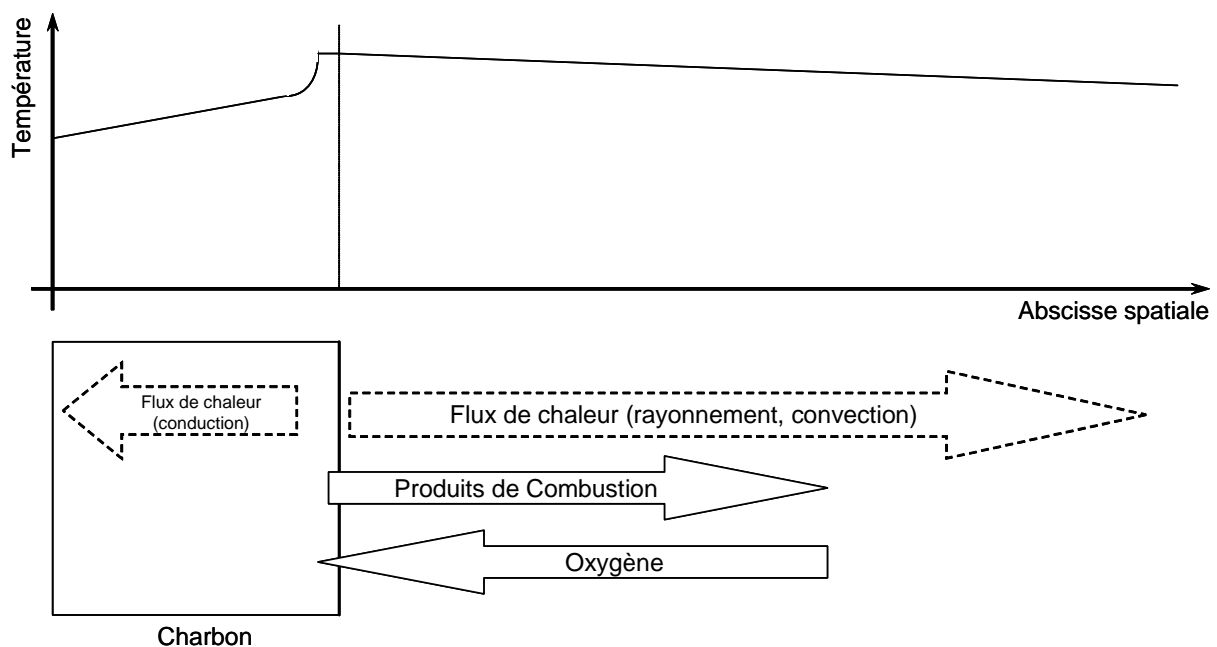 Température
Abscisse spatiale
Flux de chaleur
(conduction)
Flux de chaleur (rayonnement, convection)
Produits de Combustion
Oxygène
Charbon